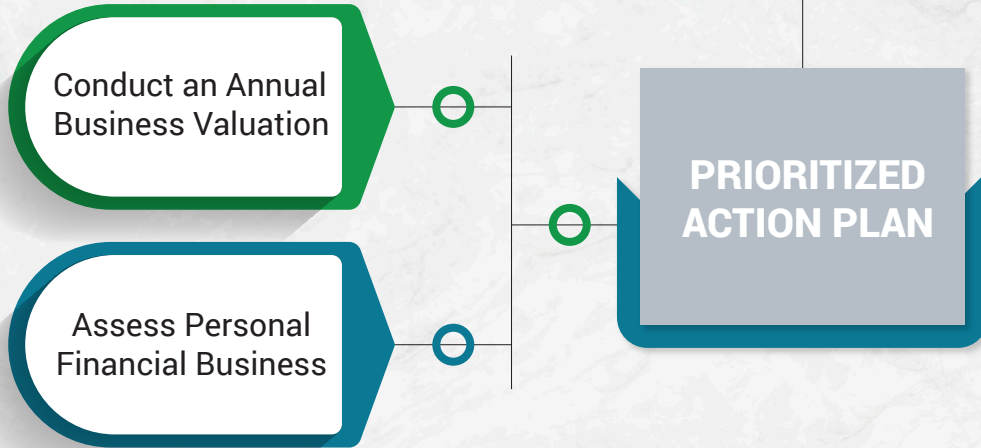 Conduct an Annual
Business Valuation
PRIORITIZED
ACTION PLAN
Assess Personal
Financial Business